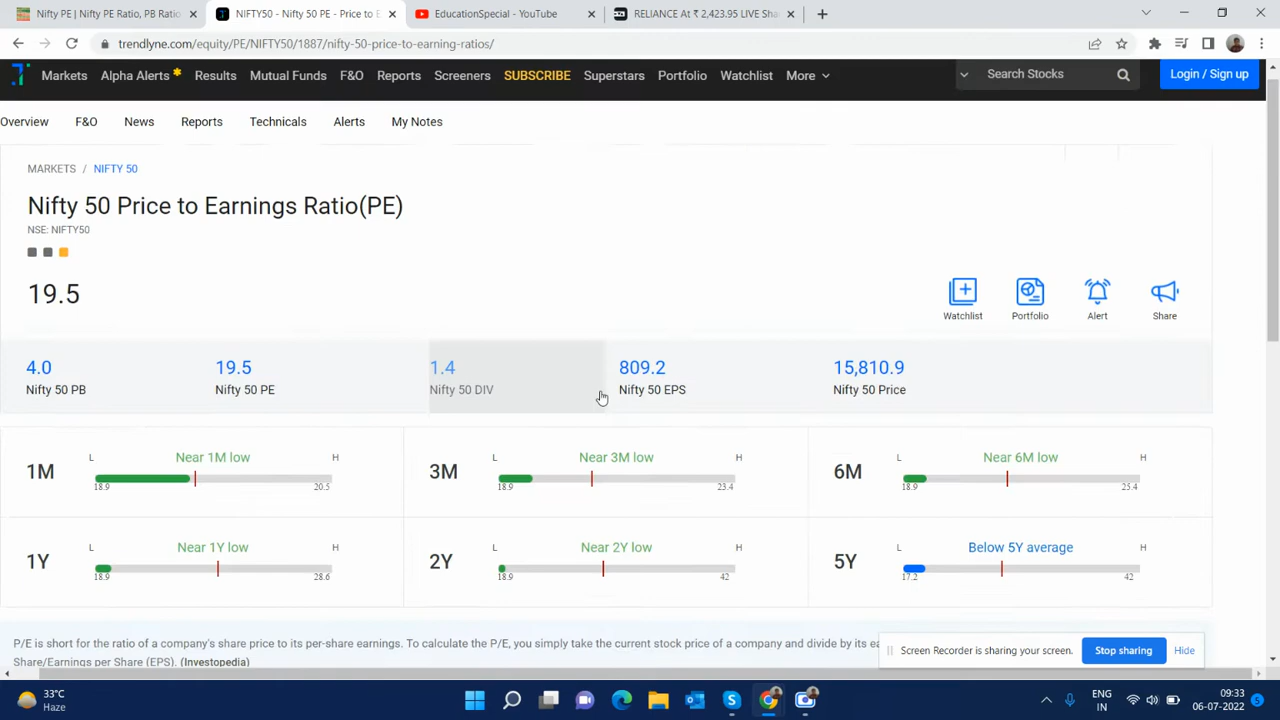 Nifty PE | Nifty PE Ratio, PB Ratio
NIFTY50 - Nifty 50 PE - Price to E
EducationSpecial - YouTube
RELIANCE At ₹ 2,423.95 LIVE Sha
trendlyne.com/equity/PE/NIFTY50/1887/nifty-50-price-to-earning-ratios/
Markets Alpha Alerts Results Mutual Funds F&O Reports Screeners SUBSCRIBE Superstars Portfolio Watchlist More Search Stocks Login / Sign up
Overview F&O News Reports Technicals Alerts My Notes
MARKETS / NIFTY 50
Nifty 50 Price to Earnings Ratio(PE)
NSE: NIFTY50
19.5
Watchlist Portfolio Alert Share
4.0 19.5 1.4 809.2 15,810.9
Nifty 50 PB Nifty 50 PE Nifty 50 DIV Nifty 50 EPS Nifty 50 Price
1M L Near 1M low H
18.9 20.5
3M L Near 3M low H
18.9 23.4
6M L Near 6M low H
18.9 25.4
1Y L Near 1Y low H
18.9 28.6
2Y L Near 2Y low H
18.9 42
5Y L Below 5Y average H
17.2 42
P/E is short for the ratio of a company's share price to its per-share earnings. To calculate the P/E, you simply take the current stock price of a company and divide by its ea
Share/Earnings per Share (EPS). (Investopedia)
Screen Recorder is sharing your screen. Stop sharing Hide
33°C
Haze
ENG
IN
09:33
06-07-2022